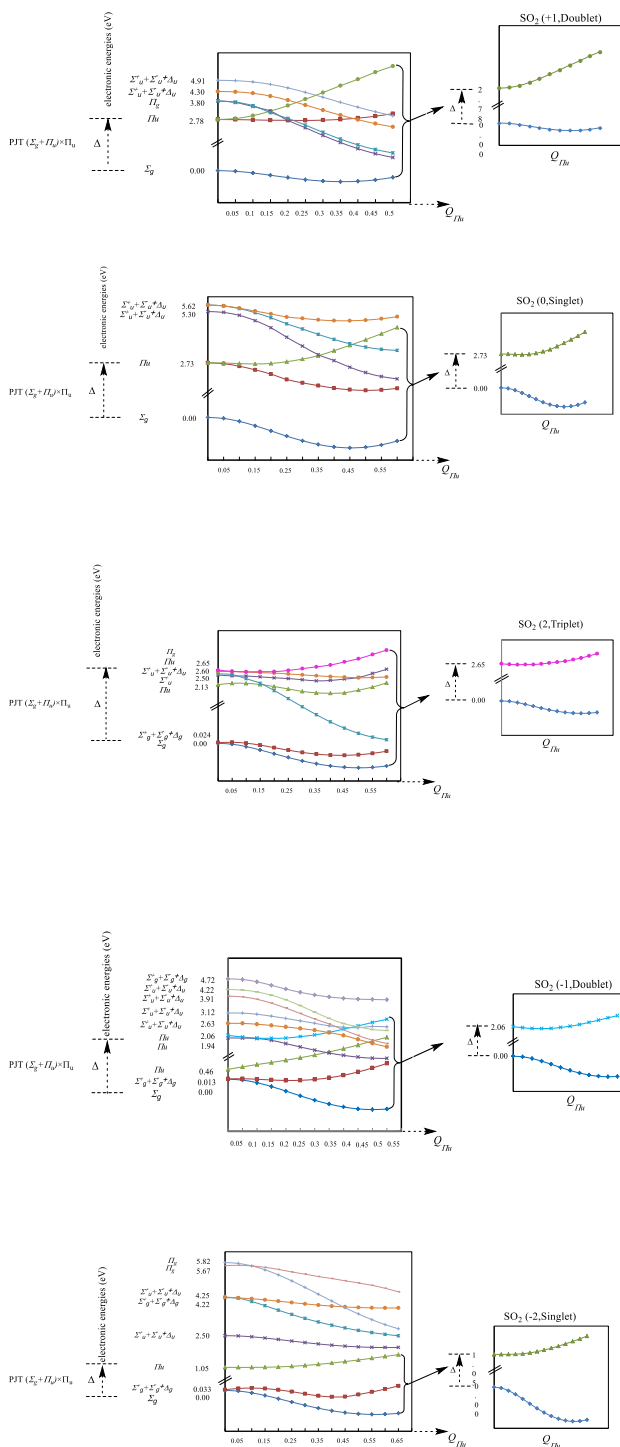 SO2 (+1,Doublet)
electronic energies (eV)
Σ+u+Σ-u+Δu 4.91
Σ+u+Σ-u+Δu 4.30
Πg 3.80
Πu 2.78
PJT (Σg+Πu)×Πu
Δ
Σg 0.00
0.05 0.1 0.15 0.2 0.25 0.3 0.35 0.4 0.45 0.5
QΠu
Δ
2.78
0.00
QΠu
SO2 (0,Singlet)
electronic energies (eV)
Σ+u+Σ-u+Δu 5.62
Σ+u+Σ-u+Δu 5.30
Πu 2.73
PJT (Σg+Πu)×Πu
Δ
Σg 0.00
0.05 0.15 0.25 0.35 0.45 0.55
QΠu
Δ
2.73
0.00
QΠu
SO2 (2,Triplet)
electronic energies (eV)
Πg
Πu 2.65
Σ+u+Σ-u+Δu 2.60
Σ+u 2.50
Πu 2.13
PJT (Σg+Πu)×Πu
Δ
Σ+g+Σ-g+Δg 0.024
Σg 0.00
0.05 0.15 0.25 0.35 0.45 0.55
QΠu
Δ
2.65
0.00
QΠu
SO2 (-1,Doublet)
electronic energies (eV)
Σ+g+Σ-g+Δg 4.72
Σ+u+Σ-u+Δu 4.22
Σ+u+Σ-u+Δu 3.91
Σ+u+Σ-u+Δu 3.12
Σ+u+Σ-u+Δu 2.63
Πu 2.06
Πu 1.94
PJT (Σg+Πu)×Πu
Δ
Πu 0.46
Σ+g+Σ-g+Δg 0.013
Σg 0.00
0.05 0.1 0.15 0.2 0.25 0.3 0.35 0.4 0.45 0.5 0.55
QΠu
Δ
2.06
0.00
QΠu
SO2 (-2,Singlet)
electronic energies (eV)
Πg 5.82
Πg 5.67
Σ+u+Σ-u+Δu 4.25
Σ+g+Σ-g+Δg 4.22
Σ+u+Σ-u+Δu 2.50
Πu 1.05
PJT (Σg+Πu)×Πu
Δ
Σ+g+Σ-g+Δg 0.033
Σg 0.00
0.05 0.15 0.25 0.35 0.45 0.55 0.65
QΠu
Δ
1.05
0.00
QΠu